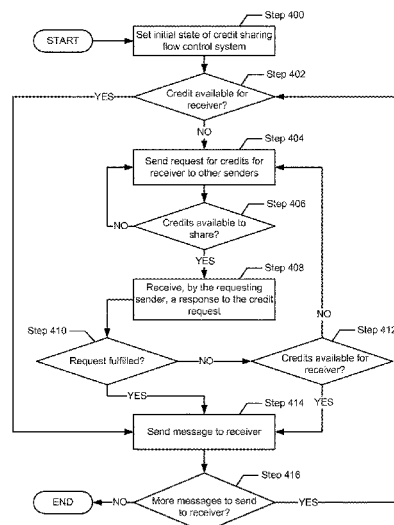 Step 400
START
Set initial state of credit sharing
flow control system
Step 402
YES
Credit available for
receiver?
NO
Step 404
Send request for credits for
receiver to other senders
Step 406
NO
Credits available to
share?
YES
Step 408
Receive, by the requesting
sender, a response to the credit
request
NO
Step 410
Step 412
Request fulfilled?
NO
Credits available for
receiver?
YES
Step 414
YES
Send message to receiver
Step 416
END
NO
More messages to send
to receiver?
YES